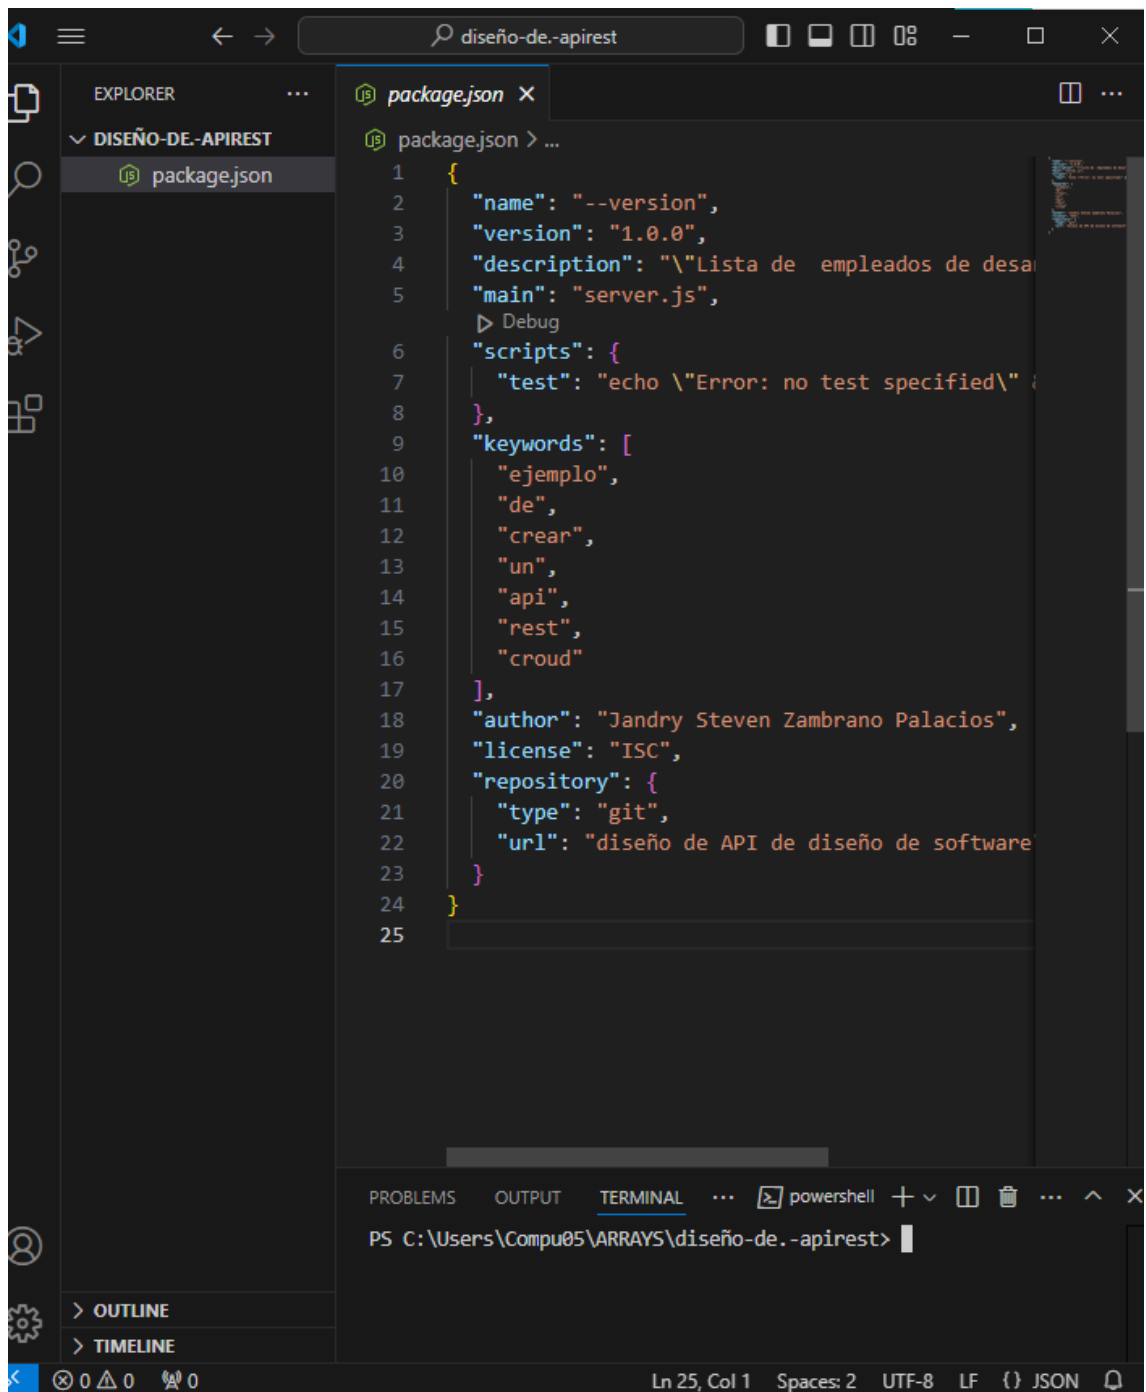 diseño-de.-apirest
EXPLORER
DISEÑO-DE.-APIREST
package.json
package.json
package.json > ...
1 {
2 "name": "--version",
3 "version": "1.0.0",
4 "description": "\"Lista de  empleados de desa
5 "main": "server.js",
Debug
6 "scripts": {
7 "test": "echo \"Error: no test specified\"
8 },
9 "keywords": [
10 "ejemplo",
11 "de",
12 "crear",
13 "un",
14 "api",
15 "rest",
16 "croud"
17 ],
18 "author": "Jandry Steven Zambrano Palacios",
19 "license": "ISC",
20 "repository": {
21 "type": "git",
22 "url": "diseño de API de diseño de software
23 }
24 }
25
PROBLEMS OUTPUT TERMINAL ... powershell
PS C:\Users\Compu05\ARRAYS\diseño-de.-apirest>
OUTLINE
TIMELINE
0 0 0 Ln 25, Col 1 Spaces: 2 UTF-8 LF {} JSON